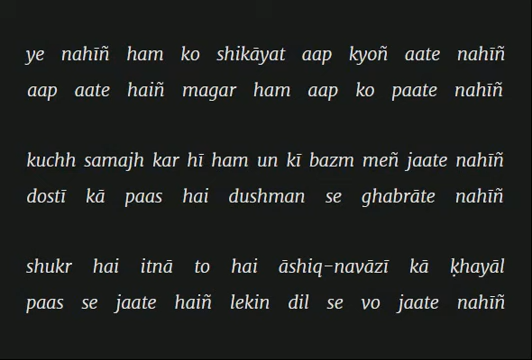 ye nahīñ ham ko shikāyat aap kyoñ aate nahīñ
aap aate haiñ magar ham aap ko paate nahīñ
kuchh samajh kar hī ham un kī bazm meñ jaate nahīñ
dostī kā paas hai dushman se ghabrāte nahīñ
shukr hai itnā to hai āshiq-navāzī kā ḳhayāl
paas se jaate haiñ lekin dil se vo jaate nahīñ